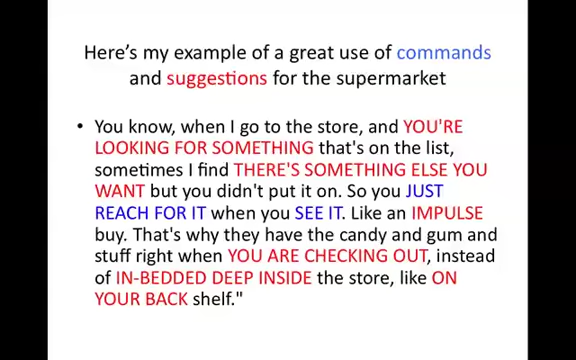 Here's my example of a great use of commands
and suggestions for the supermarket
• You know, when I go to the store, and YOU'RE
LOOKING FOR SOMETHING that's on the list,
sometimes I find THERE'S SOMETHING ELSE YOU
WANT but you didn't put it on. So you JUST
REACH FOR IT when you SEE IT. Like an IMPULSE
buy. That's why they have the candy and gum and
stuff right when YOU ARE CHECKING OUT, instead
of IN-BEDDED DEEP INSIDE the store, like ON
YOUR BACK shelf."